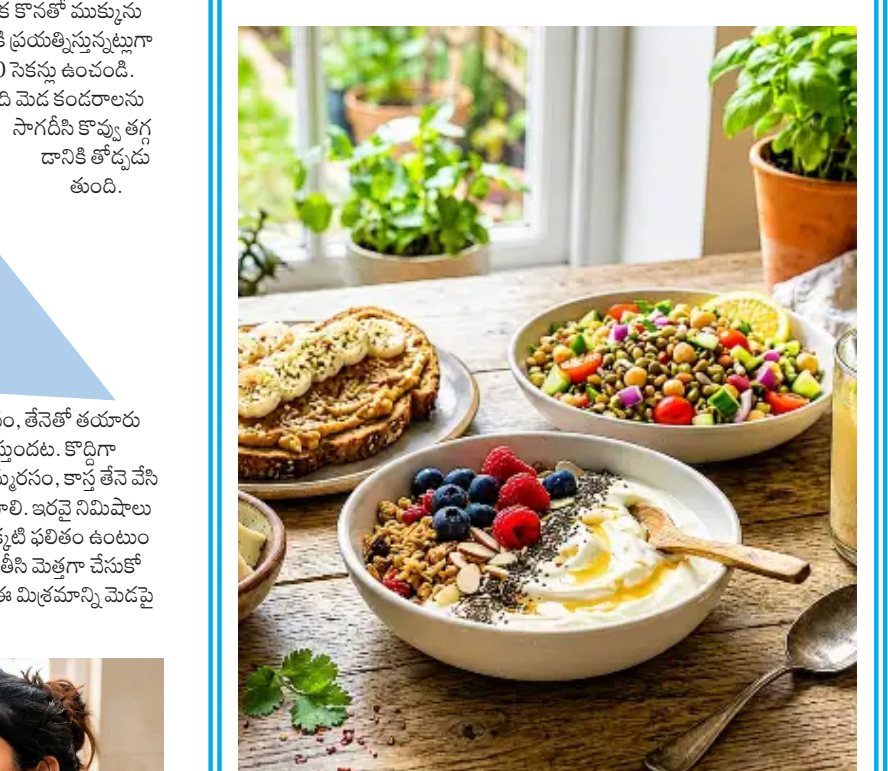 క కొనతో ముక్కును
కి ప్రయత్నిస్తున్నట్లుగా
0 సెకన్లు ఉంచండి.
ది మెడ కండరాలను
సాగదీసి కొవ్వు తగ్గ
డానికి తోడ్పడు
తుంది.
సం, తేనెతో తయారు
స్తుందట. కొద్దిగా
మ్మరసం, కాస్త తేనె వేసి
ాలి. ఇరవై నిమిషాలు
క్కటి ఫలితం ఉంటుం
తీసి మెత్తగా చేసుకో
ఈ మిశ్రమాన్ని మెడపై